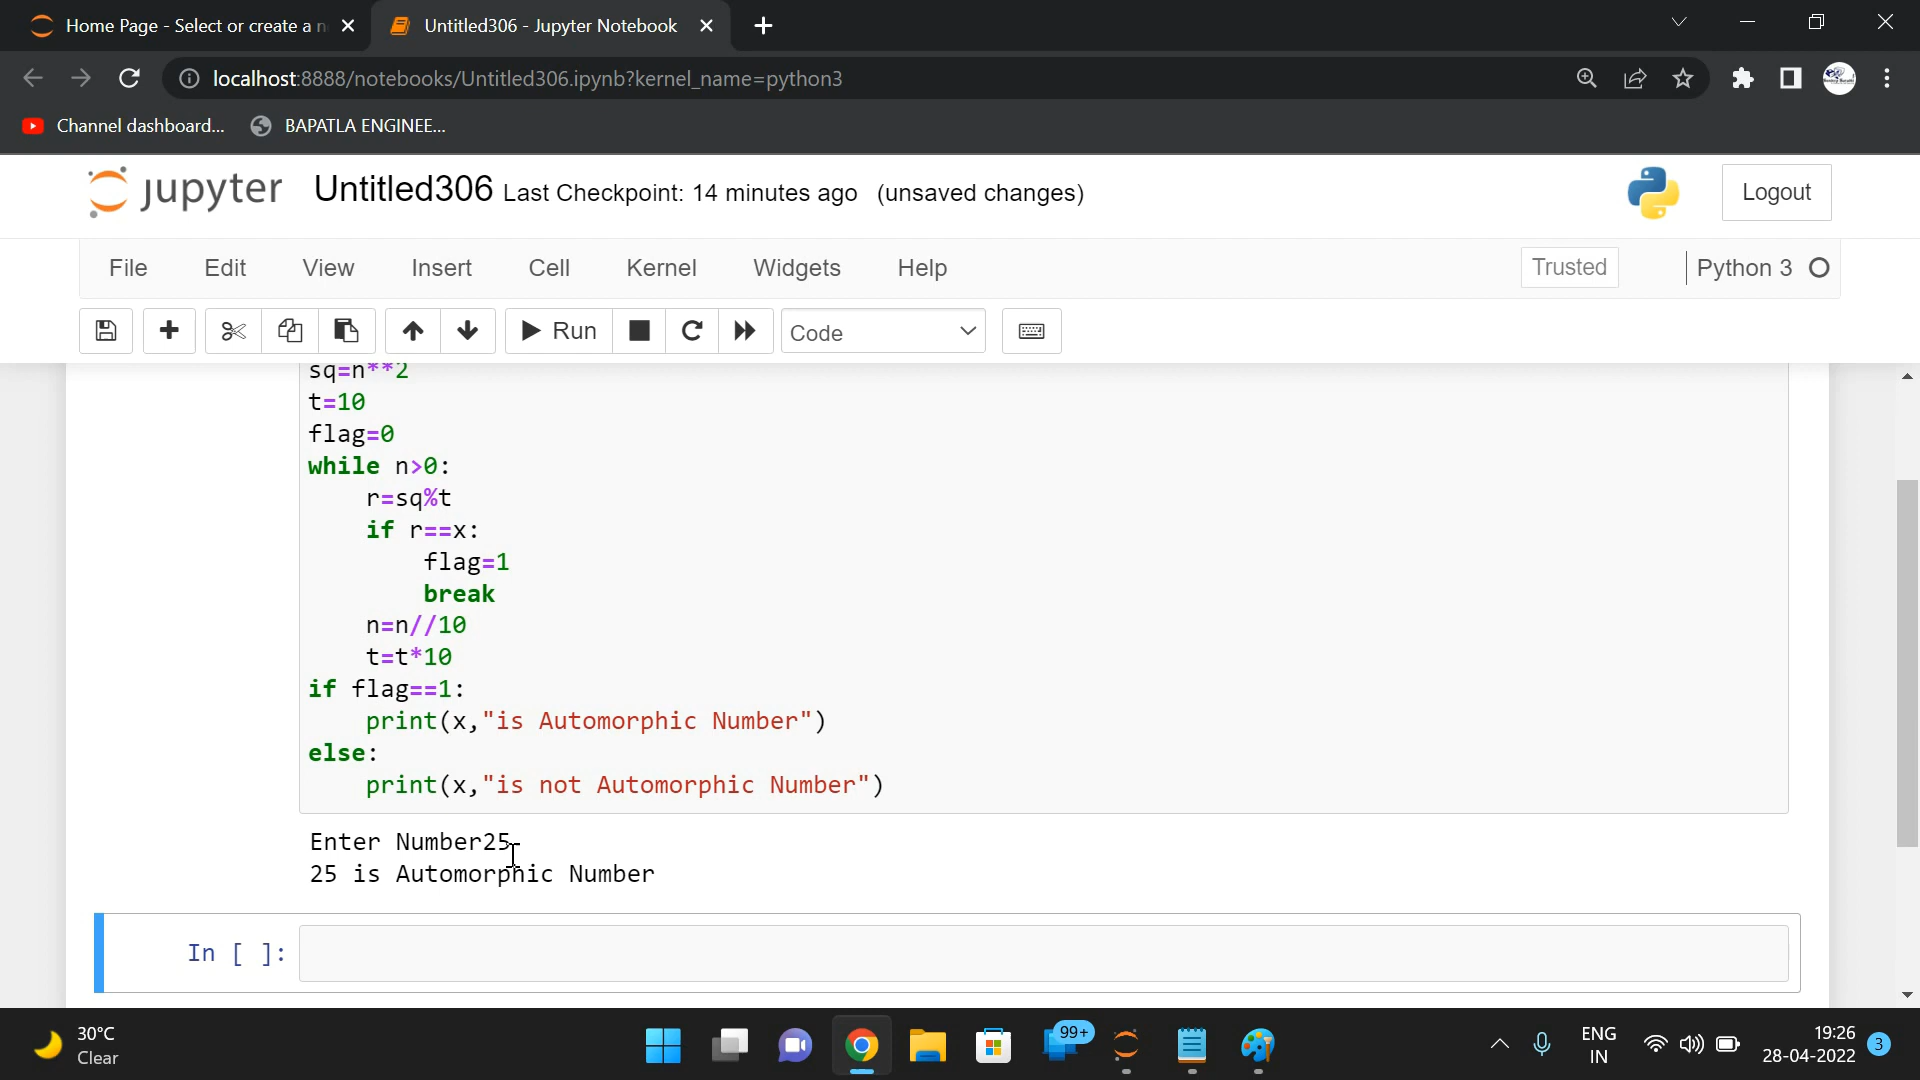 Home Page - Select or create a n
Untitled306 - Jupyter Notebook
localhost:8888/notebooks/Untitled306.ipynb?kernel_name=python3
Channel dashboard...
BAPATLA ENGINEE...
jupyter Untitled306 Last Checkpoint: 14 minutes ago (unsaved changes)
Logout
File Edit View Insert Cell Kernel Widgets Help
Trusted
Python 3
Run
Code
sq=n**2
t=10
flag=0
while n>0:
    r=sq%t
    if r==x:
        flag=1
        break
    n=n//10
    t=t*10
if flag==1:
    print(x,"is Automorphic Number")
else:
    print(x,"is not Automorphic Number")
Enter Number25
25 is Automorphic Number
In [ ]:
30°C
Clear
99+
ENG
IN
19:26
28-04-2022
3